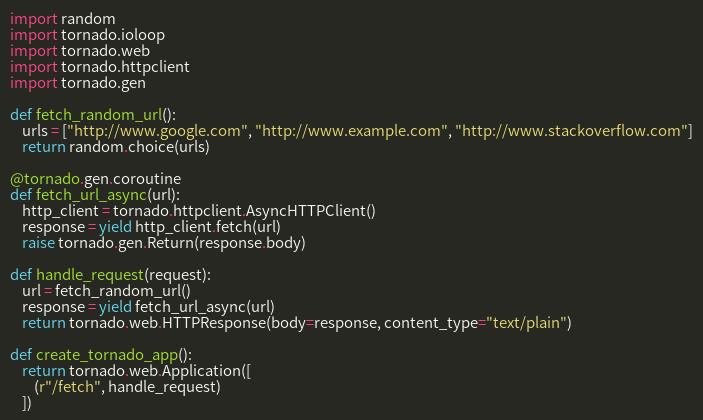 import random
import tornado.ioloop
import tornado.web
import tornado.httpclient
import tornado.gen

def fetch_random_url():
    urls = ["http://www.google.com", "http://www.example.com", "http://www.stackoverflow.com"]
    return random.choice(urls)

@tornado.gen.coroutine
def fetch_url_async(url):
    http_client = tornado.httpclient.AsyncHTTPClient()
    response = yield http_client.fetch(url)
    raise tornado.gen.Return(response.body)

def handle_request(request):
    url = fetch_random_url()
    response = yield fetch_url_async(url)
    return tornado.web.HTTPResponse(body=response, content_type="text/plain")

def create_tornado_app():
    return tornado.web.Application([
        (r"/fetch", handle_request)
    ])